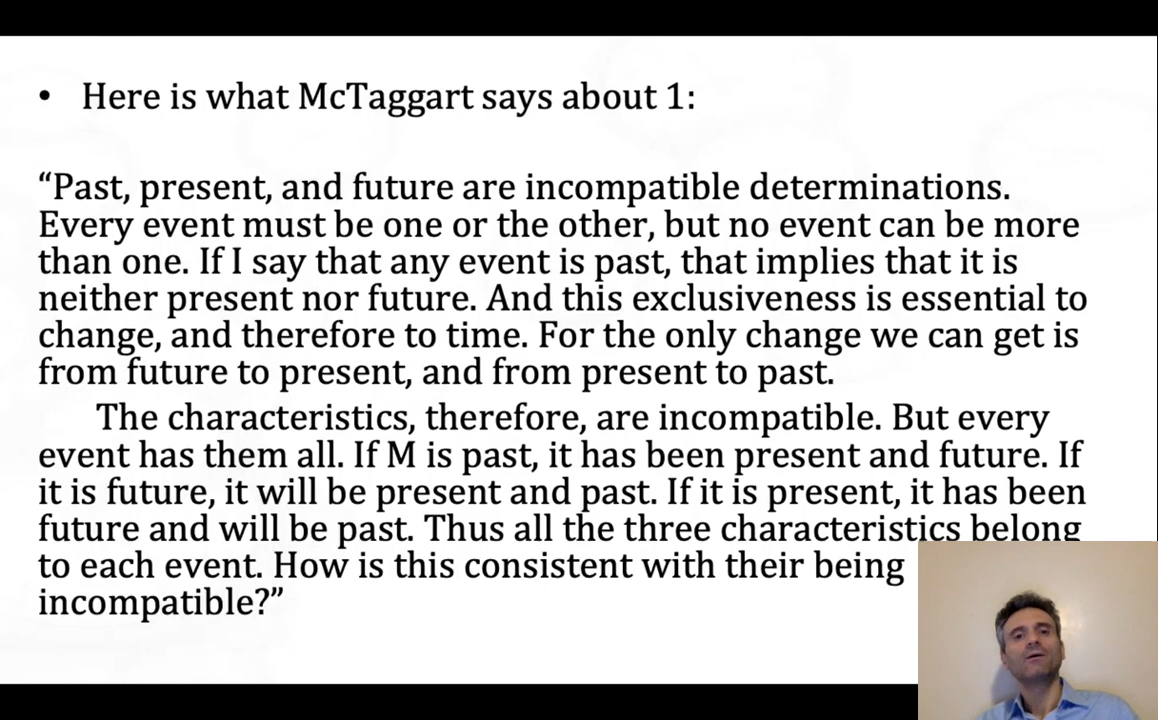 • Here is what McTaggart says about 1:
“Past, present, and future are incompatible determinations.
Every event must be one or the other, but no event can be more
than one. If I say that any event is past, that implies that it is
neither present nor future. And this exclusiveness is essential to
change, and therefore to time. For the only change we can get is
from future to present, and from present to past.
The characteristics, therefore, are incompatible. But every
event has them all. If M is past, it has been present and future. If
it is future, it will be present and past. If it is present, it has been
future and will be past. Thus all the three characteristics belong
to each event. How is this consistent with their being
incompatible?”